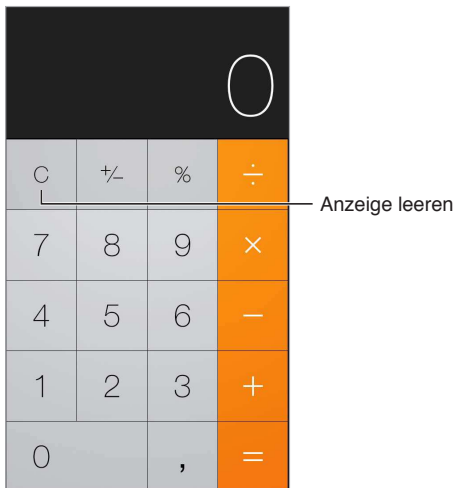 0
C +/− % ÷
Anzeige leeren
7 8 9 ×
4 5 6 −
1 2 3 +
0 , =